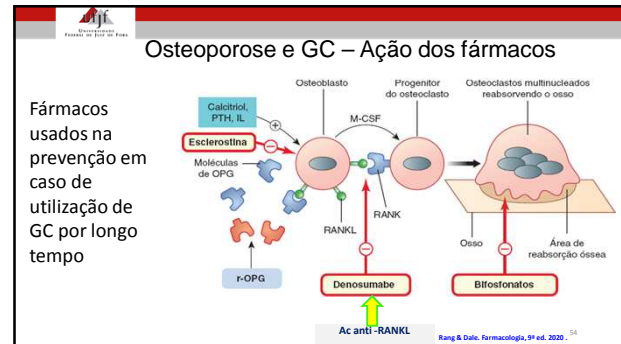 ufjf
UNIVERSIDADE
FEDERAL DE JUIZ DE FORA
Osteoporose e GC – Ação dos fármacos
Fármacos
usados na
prevenção em
caso de
utilização de
GC por longo
tempo
Osteoblasto
Progenitor
do osteoclasto
Osteoclastos multinucleados
reabsorvendo o osso
Calcitriol,
PTH, IL
M-CSF
Esclerostina
Moléculas
de OPG
RANK
RANKL
Osso
Área de
reabsorção óssea
r-OPG
Denosumabe
Bifosfonatos
Ac anti -RANKL
Rang & Dale. Farmacologia, 9ª ed. 2020 .
54